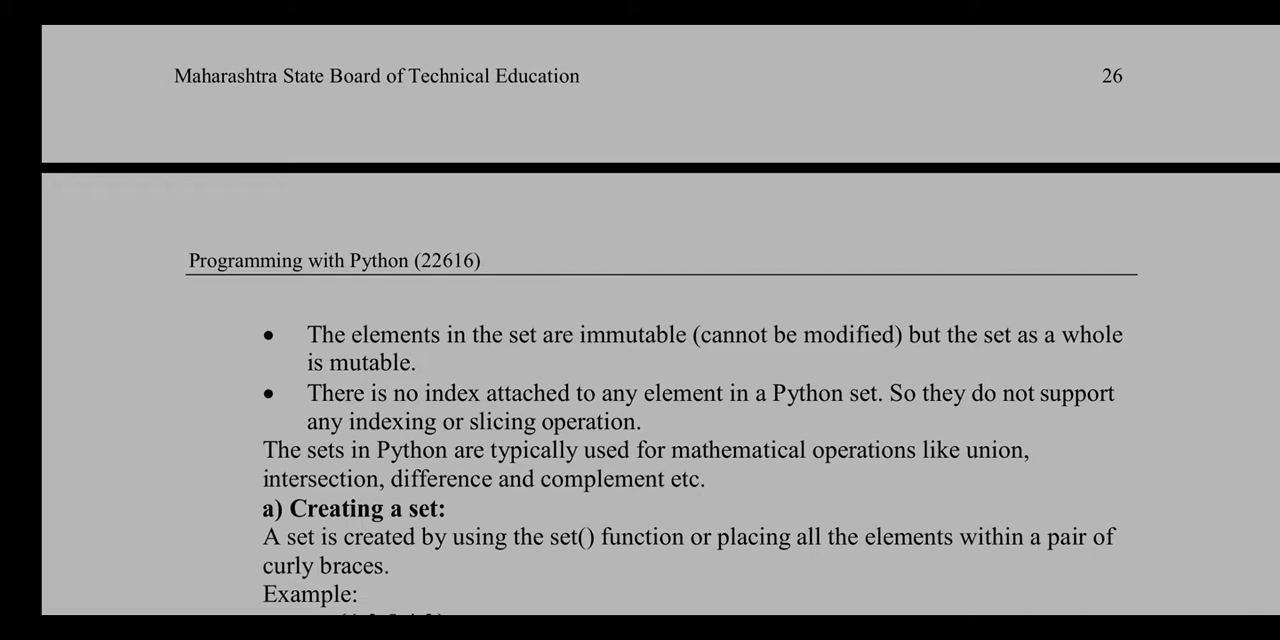 Maharashtra State Board of Technical Education 26
Programming with Python (22616)
• The elements in the set are immutable (cannot be modified) but the set as a whole
is mutable.
• There is no index attached to any element in a Python set. So they do not support
any indexing or slicing operation.
The sets in Python are typically used for mathematical operations like union,
intersection, difference and complement etc.
a) Creating a set:
A set is created by using the set() function or placing all the elements within a pair of
curly braces.
Example: